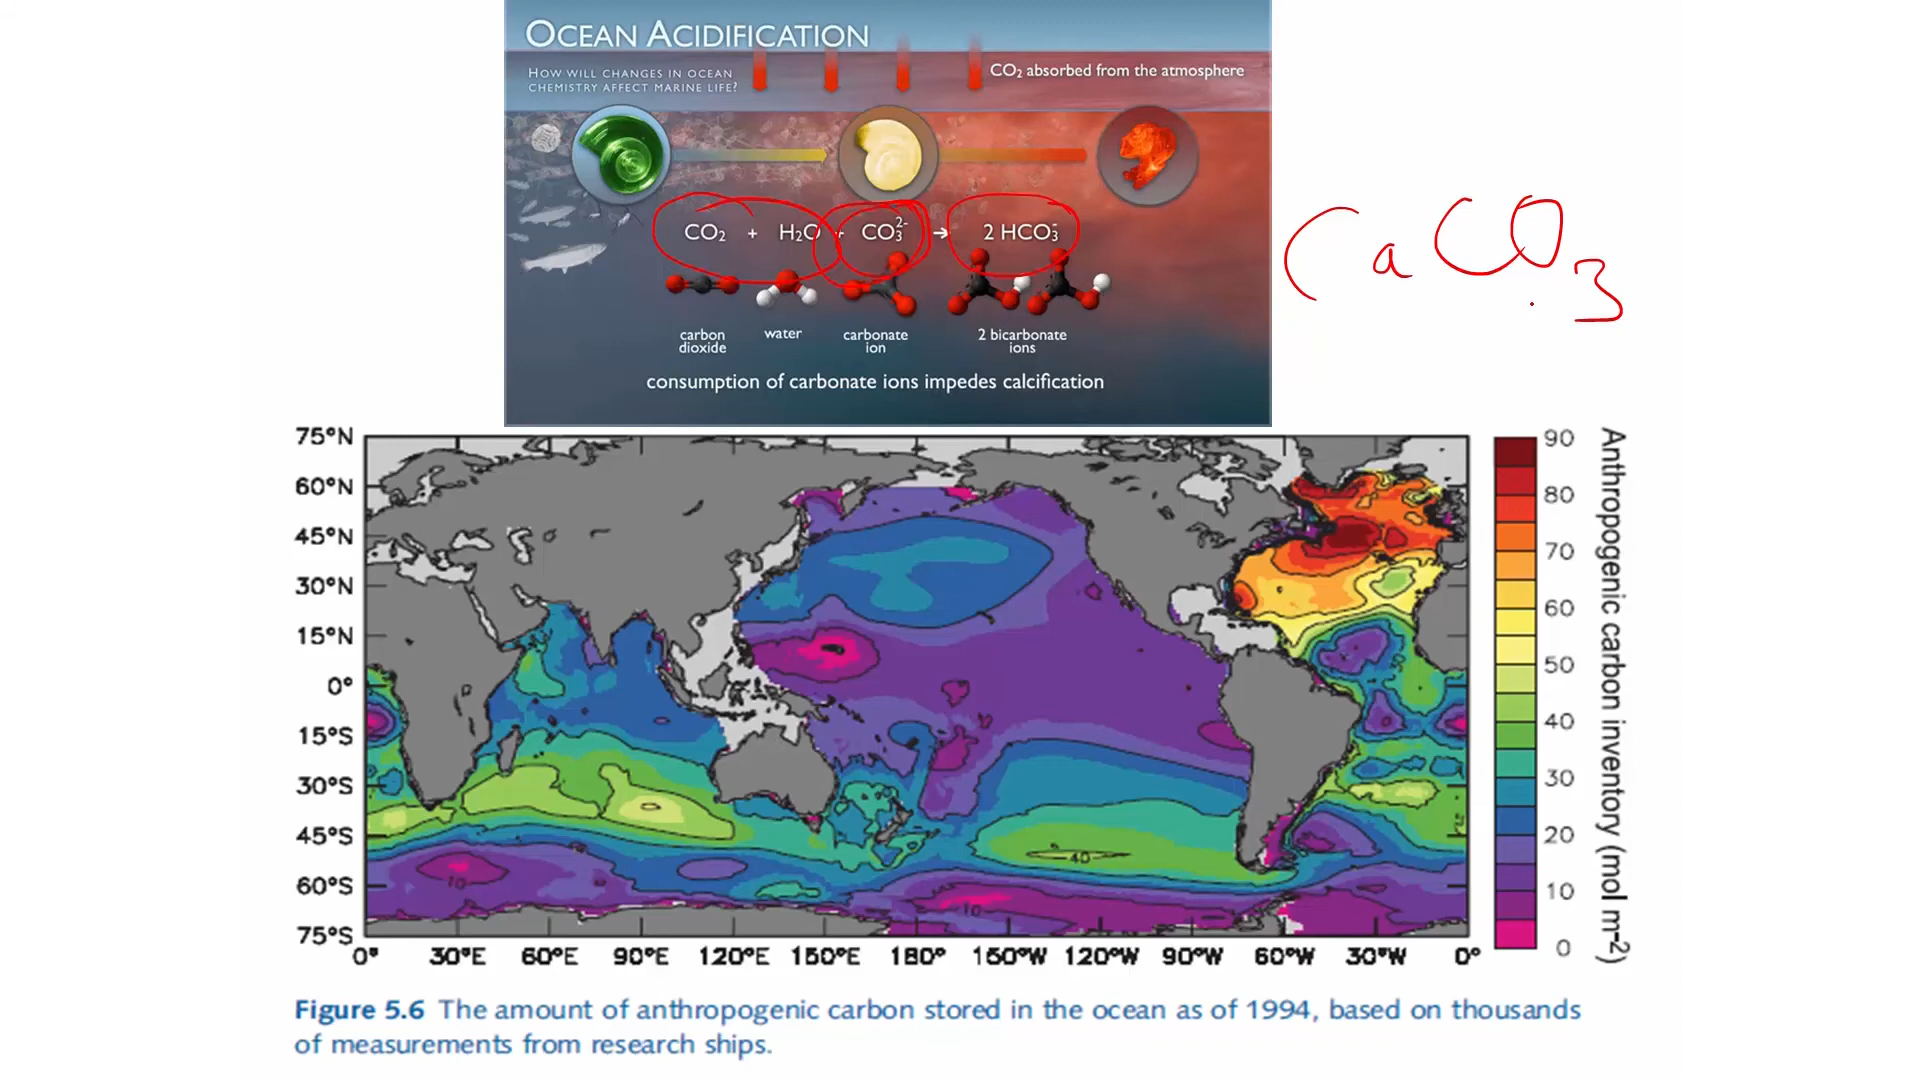 OCEAN ACIDIFICATION
HOW WILL CHANGES IN OCEAN
CHEMISTRY AFFECT MARINE LIFE?
CO₂ absorbed from the atmosphere
CO₂ + H₂O + CO₃²⁻ → 2 HCO₃⁻
carbon dioxide
water
carbonate ion
2 bicarbonate ions
consumption of carbonate ions impedes calcification
CaCO₃
75°N
60°N
45°N
30°N
15°N
0°
15°S
30°S
45°S
60°S
75°S
0° 30°E 60°E 90°E 120°E 150°E 180° 150°W 120°W 90°W 60°W 30°W 0°
10
10
40
90
80
70
60
50
40
30
20
10
0
Anthropogenic carbon inventory (mol m⁻²)
Figure 5.6 The amount of anthropogenic carbon stored in the ocean as of 1994, based on thousands
of measurements from research ships.